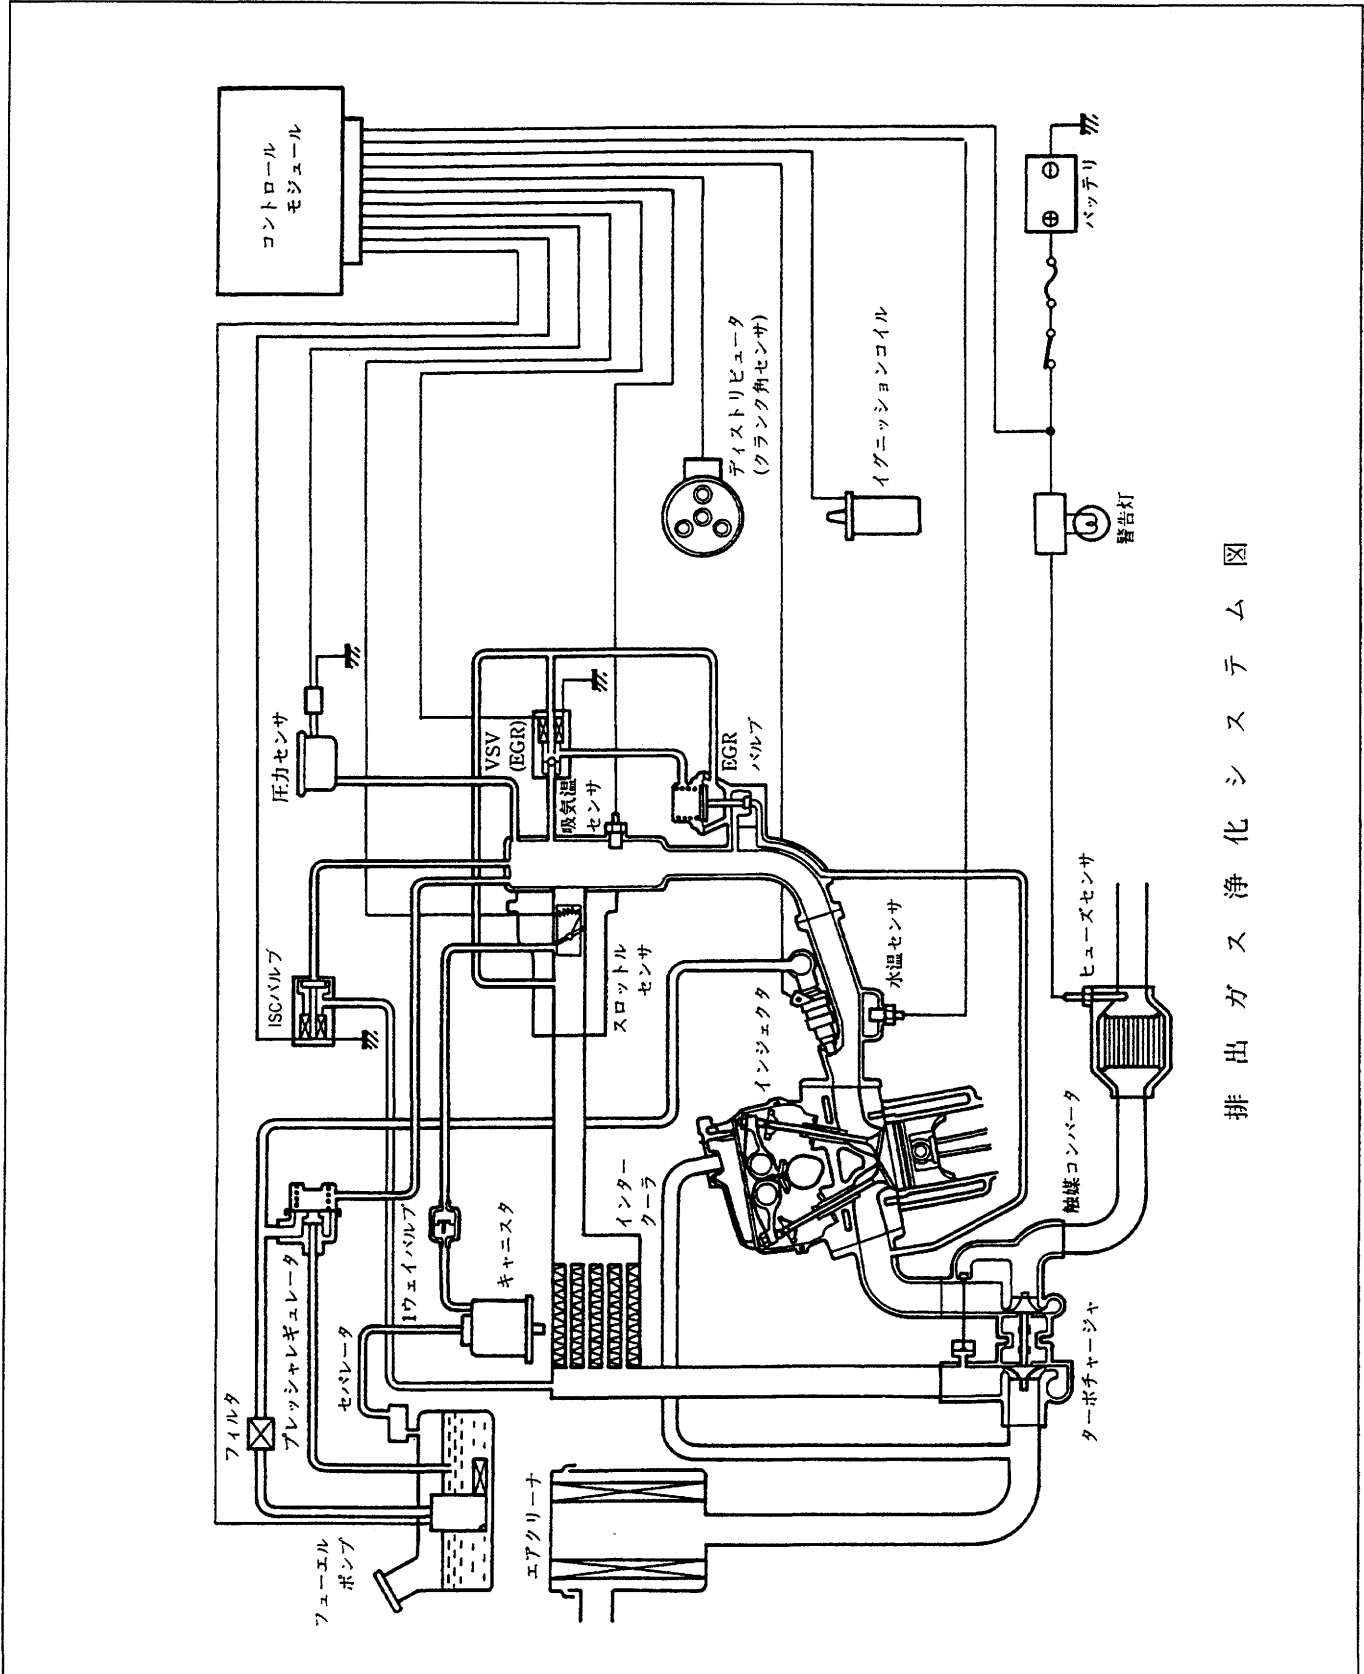 コントロール
モジュール
バッテリ
ディストリビュータ
(クランク角センサ)
イグニッションコイル
警告灯
圧力センサ
VSV
(EGR)
吸気温
センサ
EGR
バルブ
ISCバルブ
スロットル
センサ
水温センサ
ヒューズセンサ
インジェクタ
触媒コンバータ
1ウェイバルブ
キャニスタ
インター
クーラ
フィルタ
プレッシャレギュレータ
セパレータ
ターボチャージャ
フューエル
ポンプ
エアクリーナ
排出ガス浄化システム図